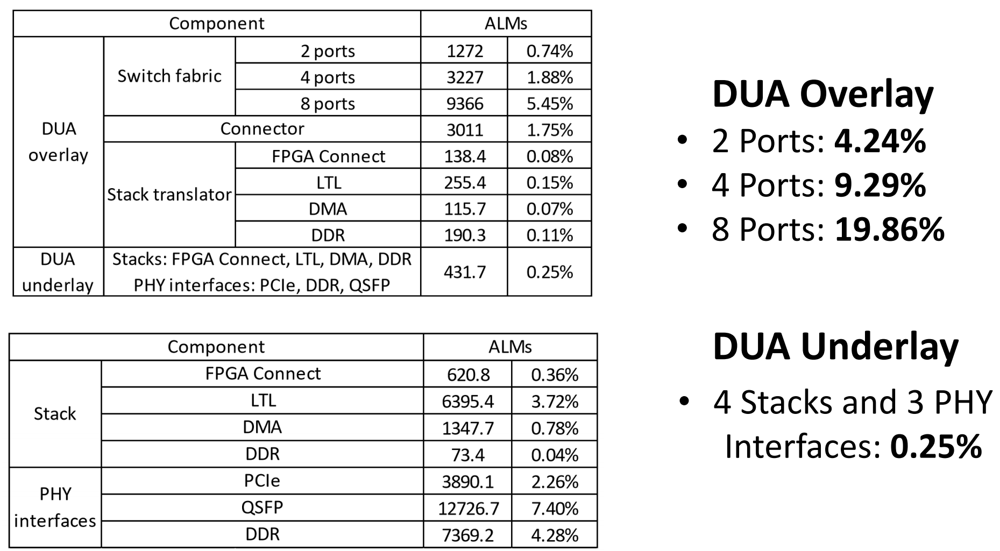 Component ALMs
DUA overlay Switch fabric 2 ports 1272 0.74%
4 ports 3227 1.88%
8 ports 9366 5.45%
Connector 3011 1.75%
Stack translator FPGA Connect 138.4 0.08%
LTL 255.4 0.15%
DMA 115.7 0.07%
DDR 190.3 0.11%
DUA underlay Stacks: FPGA Connect, LTL, DMA, DDR
PHY interfaces: PCIe, DDR, QSFP 431.7 0.25%
Component ALMs
Stack FPGA Connect 620.8 0.36%
LTL 6395.4 3.72%
DMA 1347.7 0.78%
DDR 73.4 0.04%
PHY interfaces PCIe 3890.1 2.26%
QSFP 12726.7 7.40%
DDR 7369.2 4.28%
DUA Overlay
• 2 Ports: 4.24%
• 4 Ports: 9.29%
• 8 Ports: 19.86%
DUA Underlay
• 4 Stacks and 3 PHY
Interfaces: 0.25%